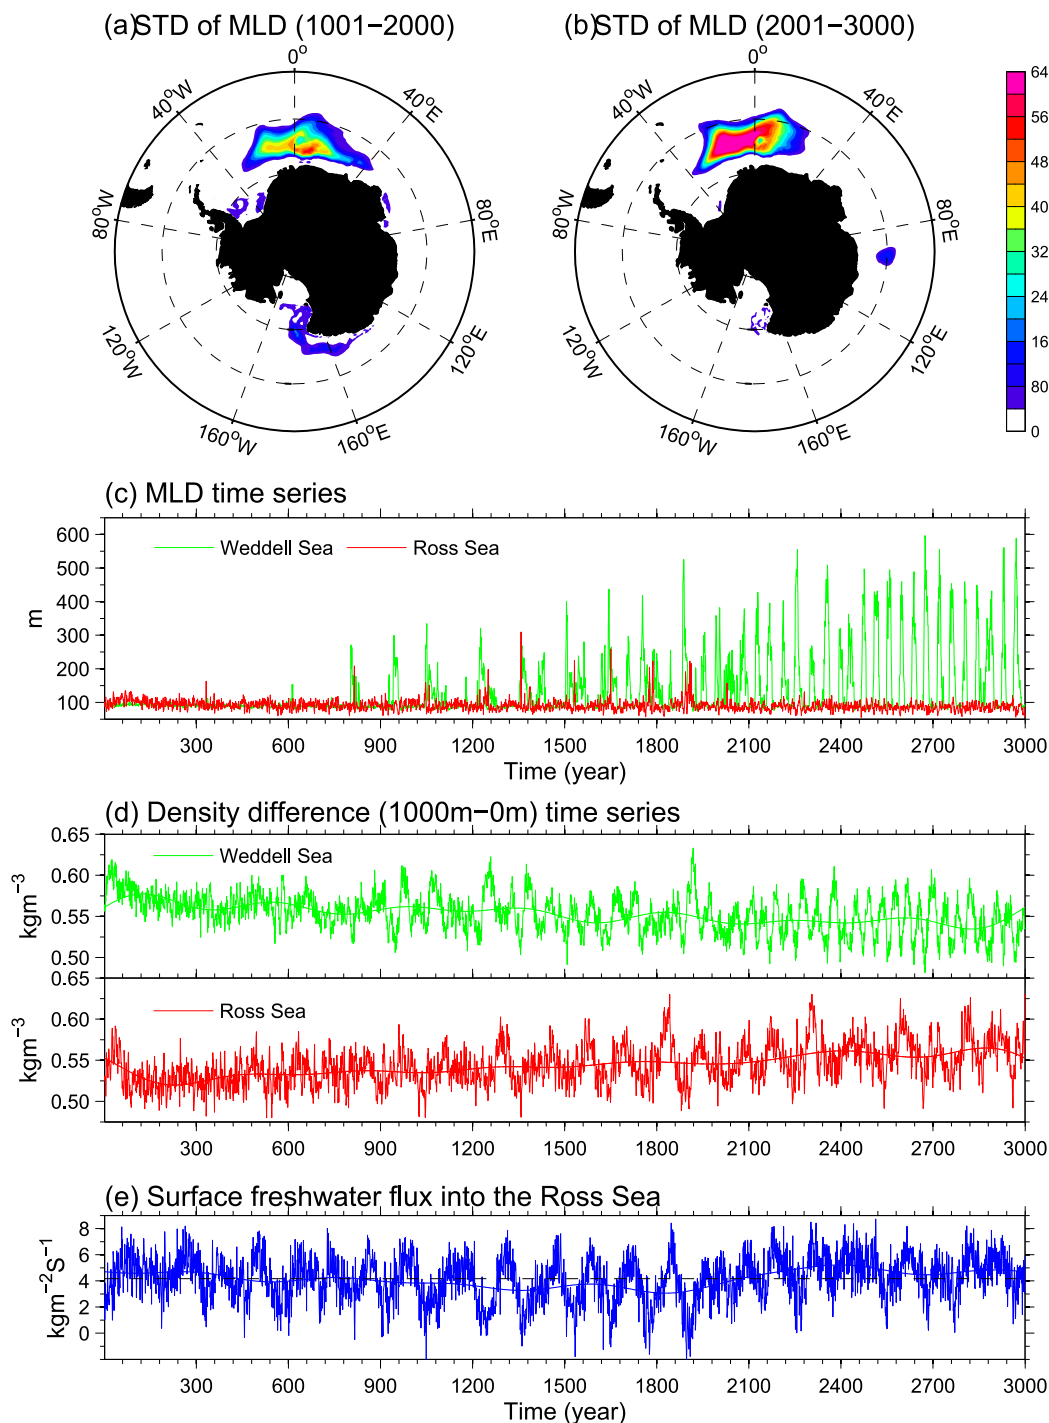 (a)STD of MLD (1001−2000)
(b)STD of MLD (2001−3000)
0°
40°E
80°E
120°E
160°E
160°W
120°W
80°W
40°W
0°
40°E
80°E
120°E
160°E
160°W
120°W
80°W
40°W
64
56
48
40
32
24
16
80
0
(c) MLD time series
Weddell Sea
Ross Sea
m
600
500
400
300
200
100
300 600 900 1200 1500 1800 2100 2400 2700 3000
Time (year)
(d) Density difference (1000m−0m) time series
Weddell Sea
kgm⁻³
0.65
0.60
0.55
0.50
0.65
Ross Sea
kgm⁻³
0.60
0.55
0.50
300 600 900 1200 1500 1800 2100 2400 2700 3000
(e) Surface freshwater flux into the Ross Sea
kgm⁻²S⁻¹
8
6
4
2
0
300 600 900 1200 1500 1800 2100 2400 2700 3000
Time (year)